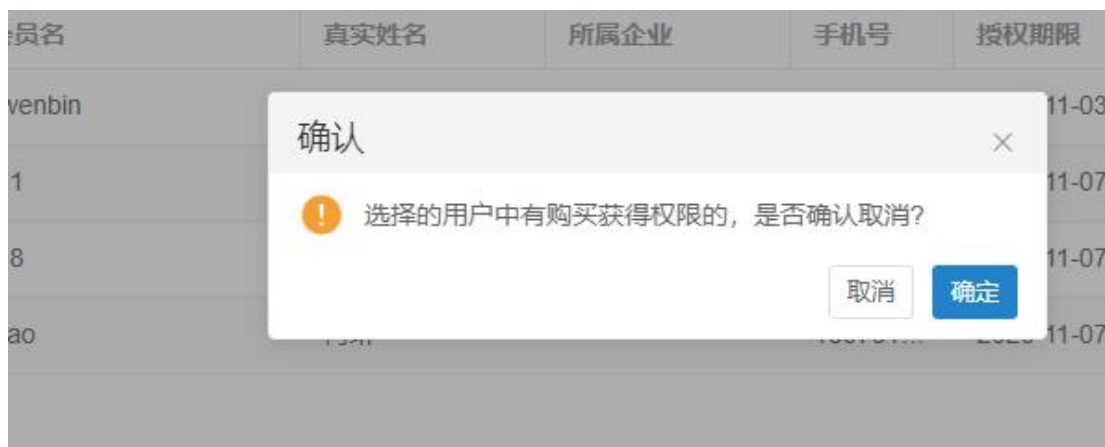 员名 真实姓名 所属企业 手机号 授权期限
wenbin 11-03
确认
1 11-07
选择的用户中有购买获得权限的，是否确认取消?
8 11-07
取消 确定
ao 11-07